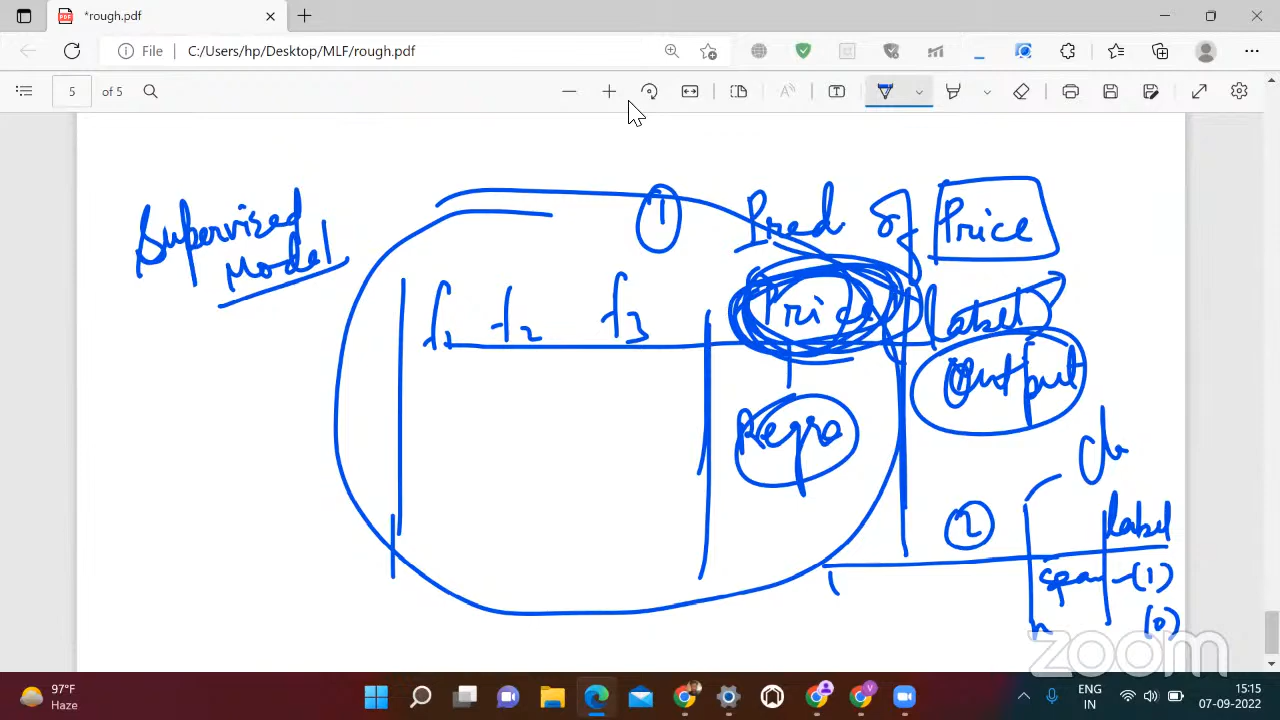 *rough.pdf
File
C:/Users/hp/Desktop/MLF/rough.pdf
5 of 5
Supervised
Model
1 Pred of Price
f1 f2 f3 Price label
Output
Regre
2 label
(1)
(0)
zoom
97°F
Haze
ENG
IN
15:15
07-09-2022